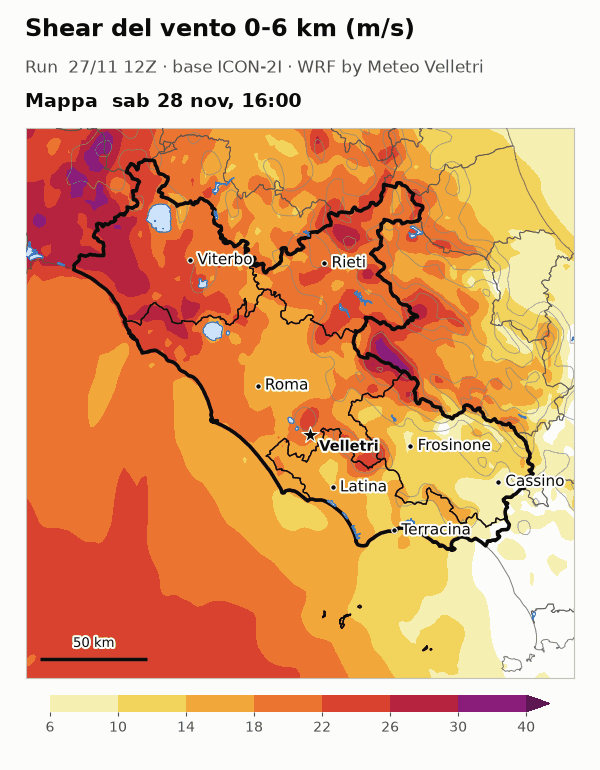 Shear del vento 0-6 km (m/s)
Run  27/11 12Z · base ICON-2I · WRF by Meteo Velletri
Mappa  sab 28 nov, 16:00
Viterbo
Rieti
Roma
Velletri
Frosinone
Cassino
Latina
Terracina
50 km
6 10 14 18 22 26 30 40